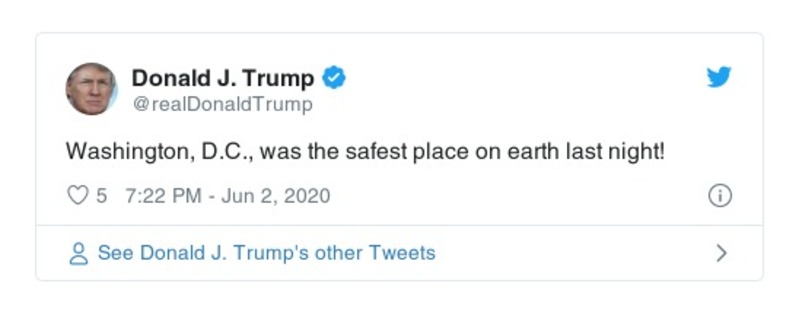 Donald J. Trump
@realDonaldTrump
Washington, D.C., was the safest place on earth last night!
5 7:22 PM - Jun 2, 2020
See Donald J. Trump's other Tweets